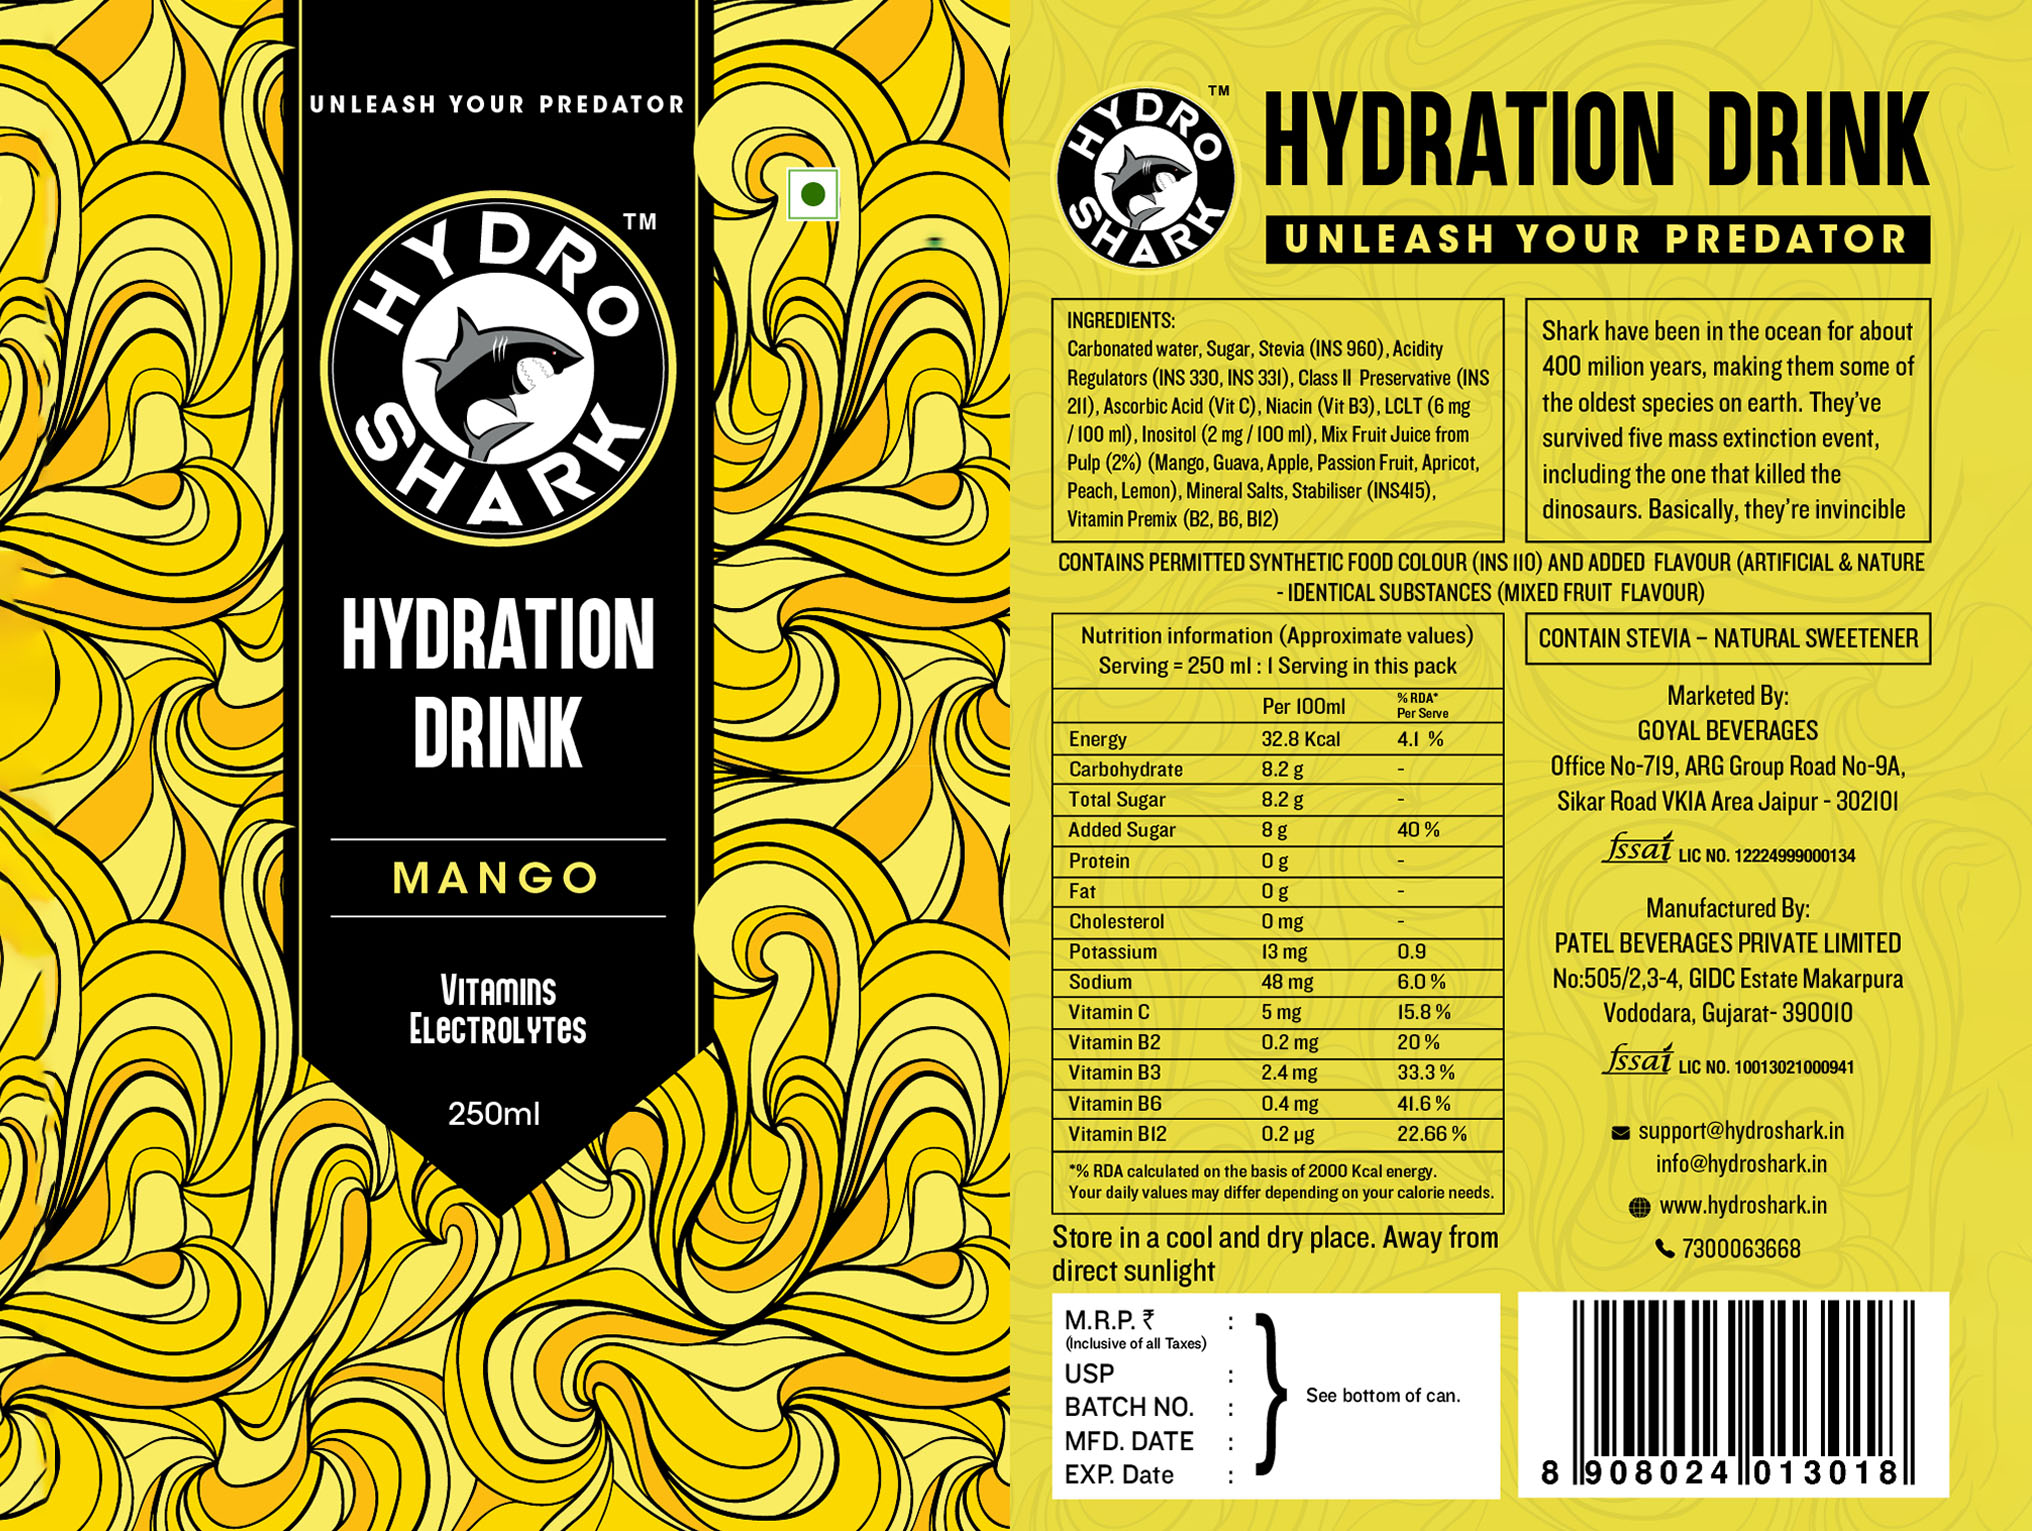 UNLEASH YOUR PREDATOR
HYDRO
SHARK
TM
HYDRATION
DRINK
MANGO
VITAMINS
ELECTROLYTES
250ml
HYDRO
SHARK
TM
HYDRATION DRINK
UNLEASH YOUR PREDATOR
INGREDIENTS:
Carbonated water, Sugar, Stevia (INS 960), Acidity
Regulators (INS 330, INS 331), Class II Preservative (INS
211), Ascorbic Acid (Vit C), Niacin (Vit B3), LCLT (6 mg
/ 100 ml), Inositol (2 mg / 100 ml), Mix Fruit Juice from
Pulp (2%) (Mango, Guava, Apple, Passion Fruit, Apricot,
Peach, Lemon), Mineral Salts, Stabiliser (INS415),
Vitamin Premix (B2, B6, B12)
Shark have been in the ocean for about
400 milion years, making them some of
the oldest species on earth. They've
survived five mass extinction event,
including the one that killed the
dinosaurs. Basically, they're invincible
CONTAINS PERMITTED SYNTHETIC FOOD COLOUR (INS 110) AND ADDED FLAVOUR (ARTIFICIAL & NATURE
- IDENTICAL SUBSTANCES (MIXED FRUIT FLAVOUR)
Nutrition information (Approximate values)
Serving = 250 ml : 1 Serving in this pack
Per 100ml %RDA* Per Serve
Energy 32.8 Kcal 4.1 %
Carbohydrate 8.2 g -
Total Sugar 8.2 g -
Added Sugar 8 g 40 %
Protein 0 g -
Fat 0 g -
Cholesterol 0 mg -
Potassium 13 mg 0.9
Sodium 48 mg 6.0 %
Vitamin C 5 mg 15.8 %
Vitamin B2 0.2 mg 20 %
Vitamin B3 2.4 mg 33.3 %
Vitamin B6 0.4 mg 41.6 %
Vitamin B12 0.2 µg 22.66 %
*% RDA calculated on the basis of 2000 Kcal energy.
Your daily values may differ depending on your calorie needs.
Store in a cool and dry place. Away from
direct sunlight
M.R.P. ₹ :
(Inclusive of all Taxes)
USP :
BATCH NO. :
MFD. DATE :
EXP. Date :
See bottom of can.
CONTAIN STEVIA – NATURAL SWEETENER
Marketed By:
GOYAL BEVERAGES
Office No-719, ARG Group Road No-9A,
Sikar Road VKIA Area Jaipur - 302101
fssai LIC NO. 12224999000134
Manufactured By:
PATEL BEVERAGES PRIVATE LIMITED
No:505/2,3-4, GIDC Estate Makarpura
Vododara, Gujarat- 390010
fssai LIC NO. 10013021000941
support@hydroshark.in
info@hydroshark.in
www.hydroshark.in
7300063668
8 908024 013018